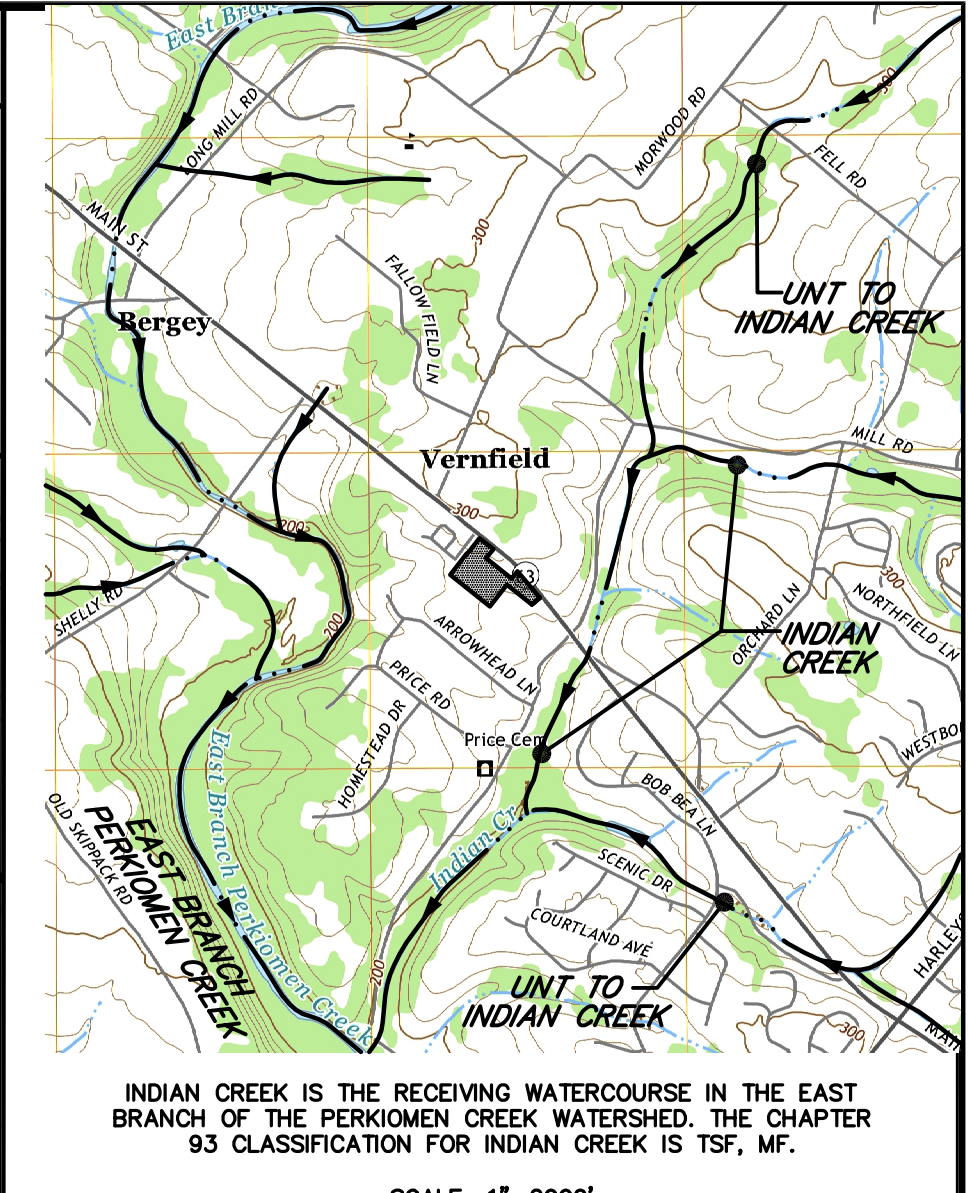 East Bran
300
LONG MILL RD
MORWOOD RD
FELL RD
MAIN ST.
300
FALLOW FIELD LN
UNT TO
INDIAN CREEK
Bergey
MILL RD
Vernfield
300
200
300
SHELLY RD
200
ARROWHEAD LN
ORCHARD LN
NORTHFIELD LN
INDIAN
CREEK
PRICE RD
HOMESTEAD DR
Price Cem
WESTBO
BOB BEA LN
OLD SKIPPACK RD
EAST BRANCH
PERKIOMEN CREEK
East Branch Perkiomen Creek
Indian Cr
SCENIC DR
COURTLAND AVE
HARLEYS
200
UNT TO
INDIAN CREEK
300
MAIN
INDIAN CREEK IS THE RECEIVING WATERCOURSE IN THE EAST
BRANCH OF THE PERKIOMEN CREEK WATERSHED. THE CHAPTER
93 CLASSIFICATION FOR INDIAN CREEK IS TSF, MF.